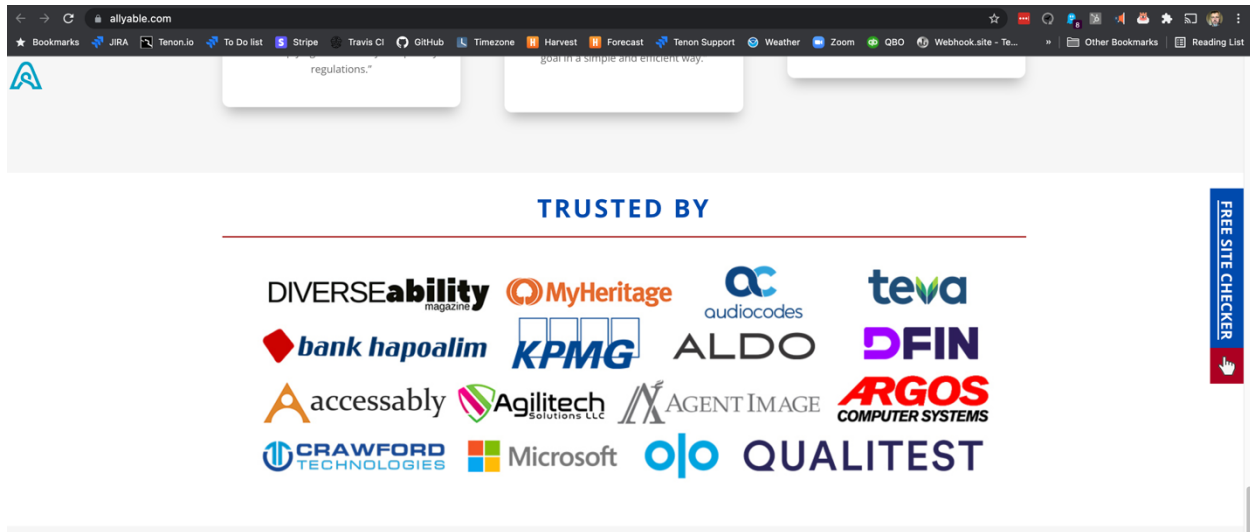 allyable.com
8
Bookmarks JIRA Tenon.io To Do list Stripe Travis CI GitHub Timezone Harvest Forecast Tenon Support Weather Zoom QBO Webhook.site - Te... » Other Bookmarks Reading List
goal in a simple and efficient way.
regulations."
TRUSTED BY
FREE SITE CHECKER
DIVERSEability magazine MyHeritage audiocodes teva
bank hapoalim KPMG ALDO DFIN
accessably Agilitech Solutions LLC AGENT IMAGE ARGOS COMPUTER SYSTEMS
CRAWFORD TECHNOLOGIES Microsoft olo QUALITEST